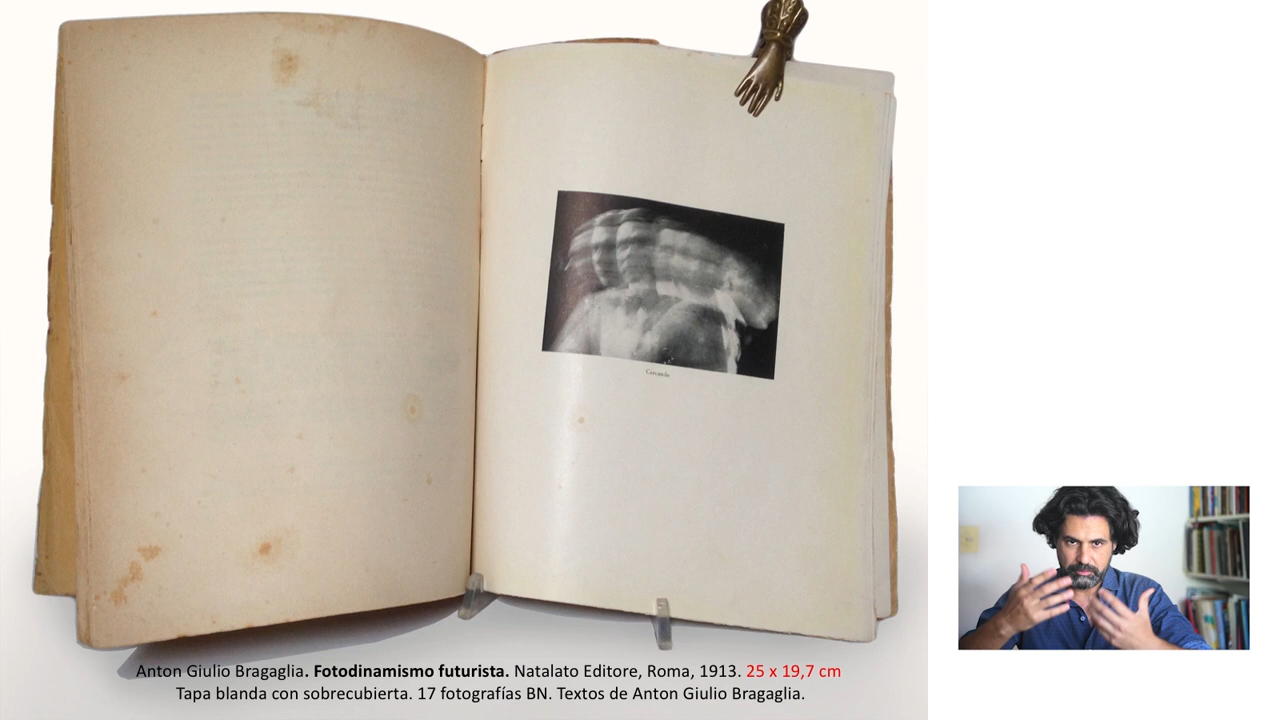 Cercando
Anton Giulio Bragaglia. Fotodinamismo futurista. Natalato Editore, Roma, 1913. 25 x 19,7 cm
Tapa blanda con sobrecubierta. 17 fotografías BN. Textos de Anton Giulio Bragaglia.